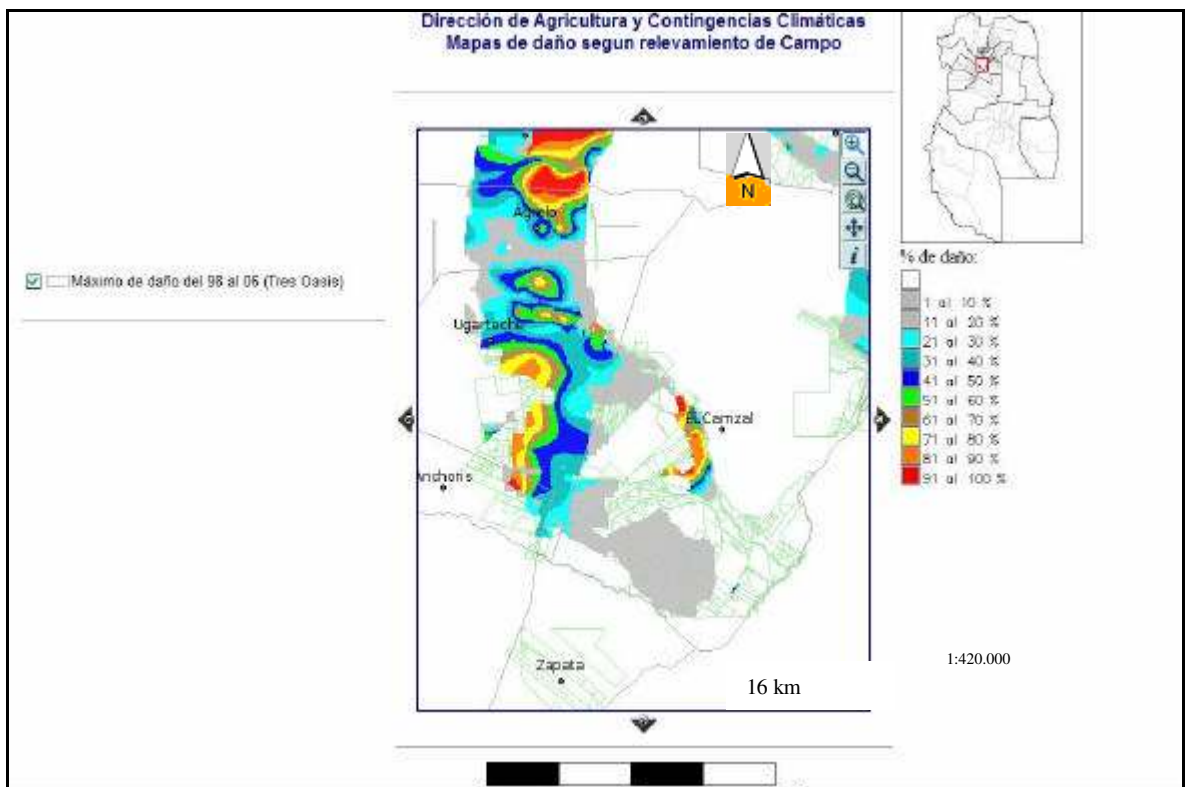 Dirección de Agricultura y Contingencias Climáticas
Mapas de daño segun relevamiento de Campo
Máximo de daño del 98 al 06 (Tres Oasis)
N
Agrelo
Ugarteche
El Carrizal
Anchoris
Zapata
i
% de daño:
1 al 10 %
11 al 20 %
21 al 30 %
31 al 40 %
41 al 50 %
51 al 60 %
61 al 70 %
71 al 80 %
81 al 90 %
91 al 100 %
1:420.000
16 km